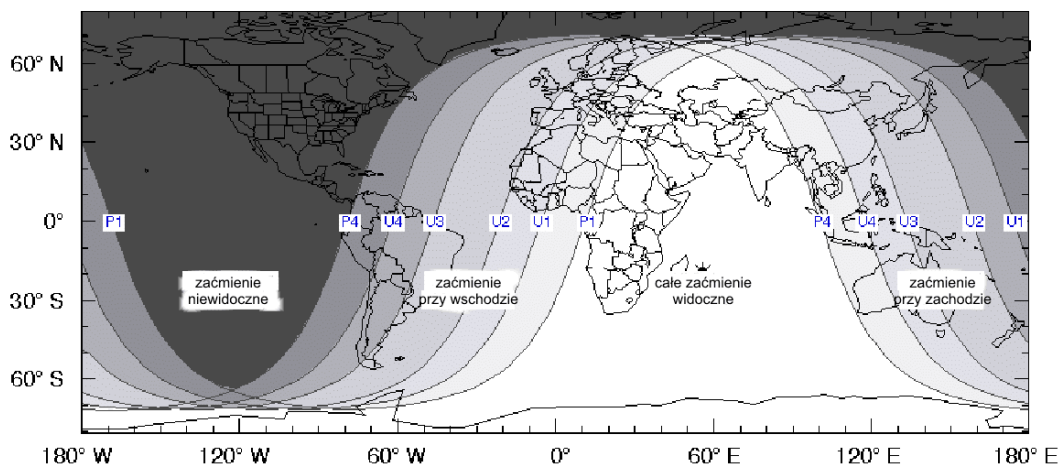 60° N
30° N
0°
30° S
60° S
P1
P4
U4
U3
U2
U1
P1
P4
U4
U3
U2
U1
zaćmienie
niewidoczne
zaćmienie
przy wschodzie
całe zaćmienie
widoczne
zaćmienie
przy zachodzie
180° W
120° W
60° W
0°
60° E
120° E
180° E